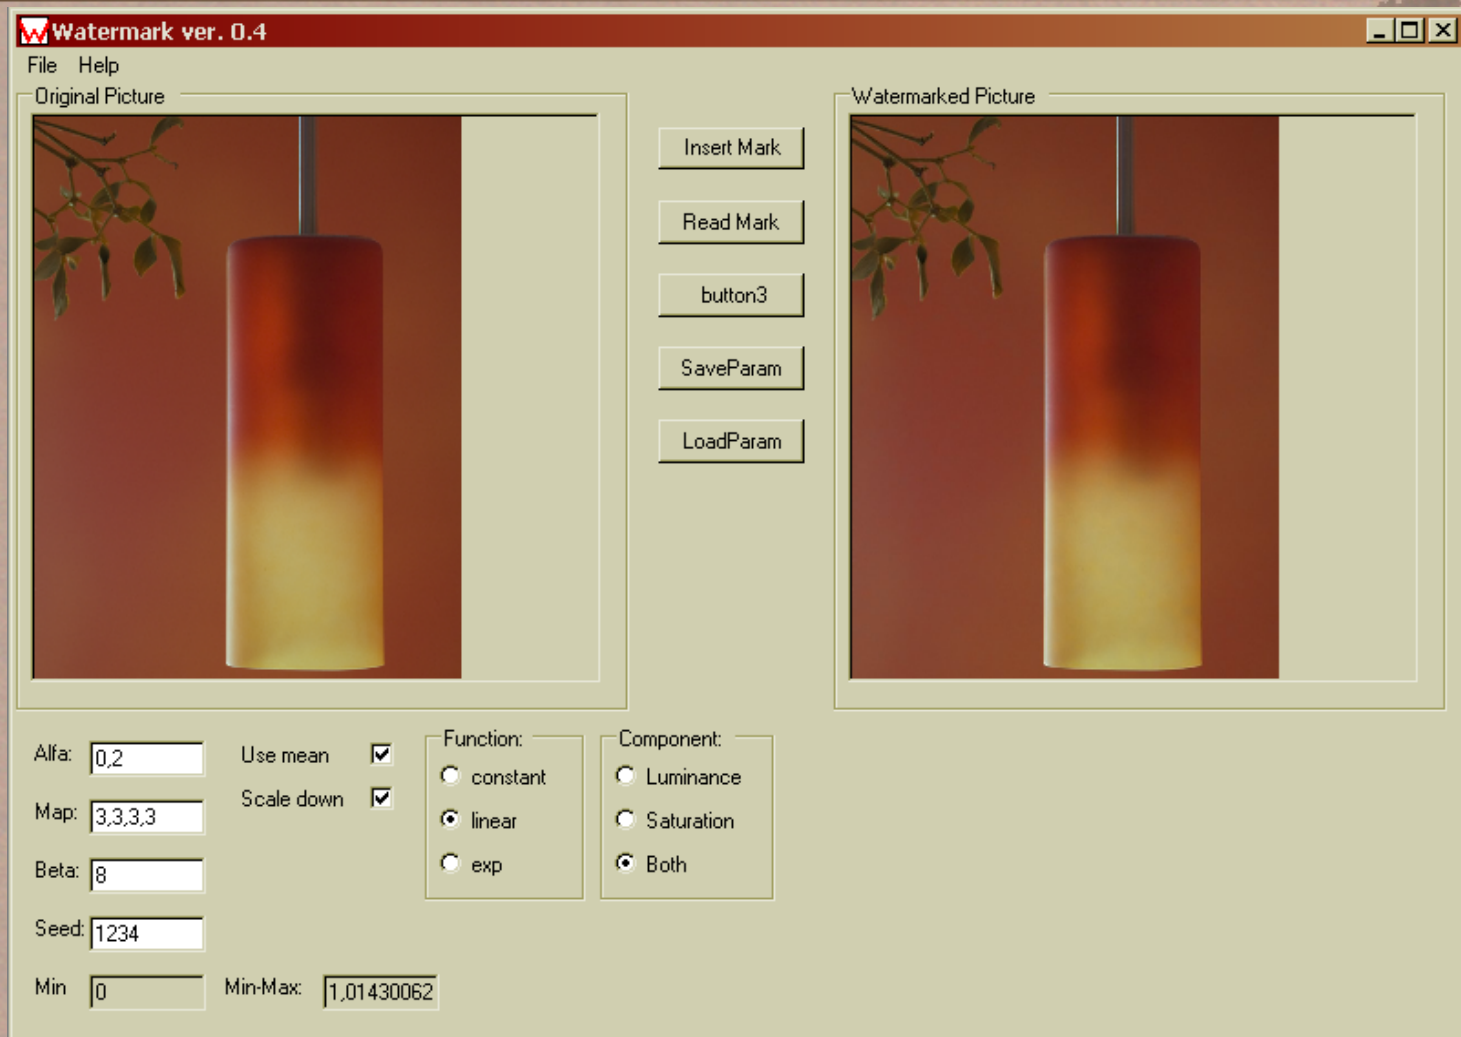 Watermark ver. 0.4
File Help
Original Picture
Watermarked Picture
Insert Mark
Read Mark
button3
SaveParam
LoadParam
Alfa: 0,2
Use mean
Map: 3,3,3,3
Scale down
Beta: 8
Seed: 1234
Min 0
Min-Max: 1,01430062
Function:
constant
linear
exp
Component:
Luminance
Saturation
Both